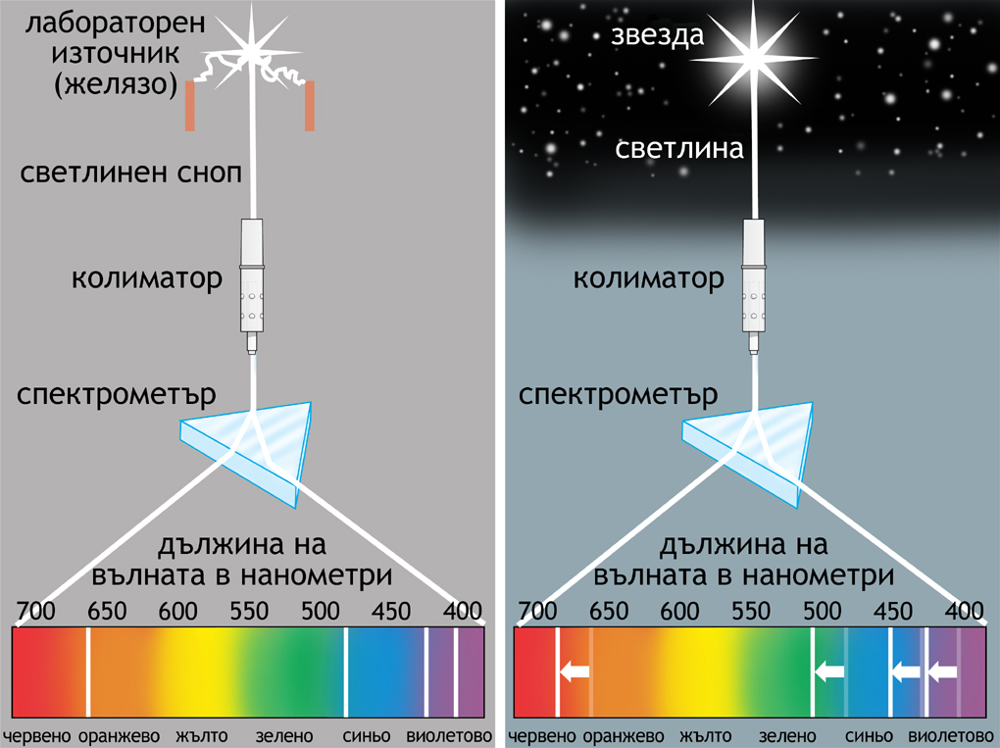 лабораторен
източник
(желязо)
светлинен сноп
колиматор
спектрометър
дължина на
вълната в нанометри
700 650 600 550 500 450 400
червено оранжево жълто зелено синьо виолетово
звезда
светлина
колиматор
спектрометър
дължина на
вълната в нанометри
700 650 600 550 500 450 400
червено оранжево жълто зелено синьо виолетово